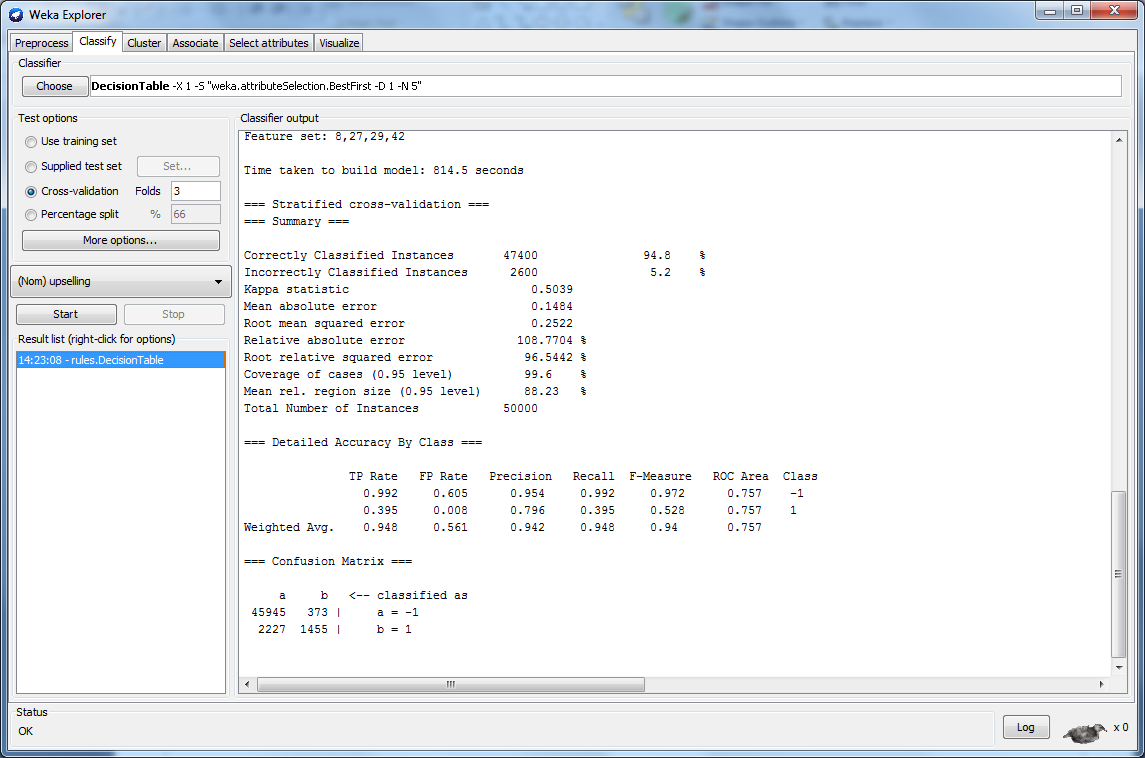 Weka Explorer
Preprocess Classify Cluster Associate Select attributes Visualize
Classifier
Choose DecisionTable -X 1 -S "weka.attributeSelection.BestFirst -D 1 -N 5"
Test options
Use training set
Supplied test set Set...
Cross-validation Folds 3
Percentage split % 66
More options...
(Nom) upselling
Start Stop
Result list (right-click for options)
14:23:08 - rules.DecisionTable
Classifier output
Feature set: 8,27,29,42
Time taken to build model: 814.5 seconds
=== Stratified cross-validation ===
=== Summary ===
Correctly Classified Instances 47400 94.8 %
Incorrectly Classified Instances 2600 5.2 %
Kappa statistic 0.5039
Mean absolute error 0.1484
Root mean squared error 0.2522
Relative absolute error 108.7704 %
Root relative squared error 96.5442 %
Coverage of cases (0.95 level) 99.6 %
Mean rel. region size (0.95 level) 88.23 %
Total Number of Instances 50000
=== Detailed Accuracy By Class ===
TP Rate FP Rate Precision Recall F-Measure ROC Area Class
0.992 0.605 0.954 0.992 0.972 0.757 -1
0.395 0.008 0.796 0.395 0.528 0.757 1
Weighted Avg. 0.948 0.561 0.942 0.948 0.94 0.757
=== Confusion Matrix ===
a b <-- classified as
45945 373 | a = -1
2227 1455 | b = 1
Status
OK
Log x 0